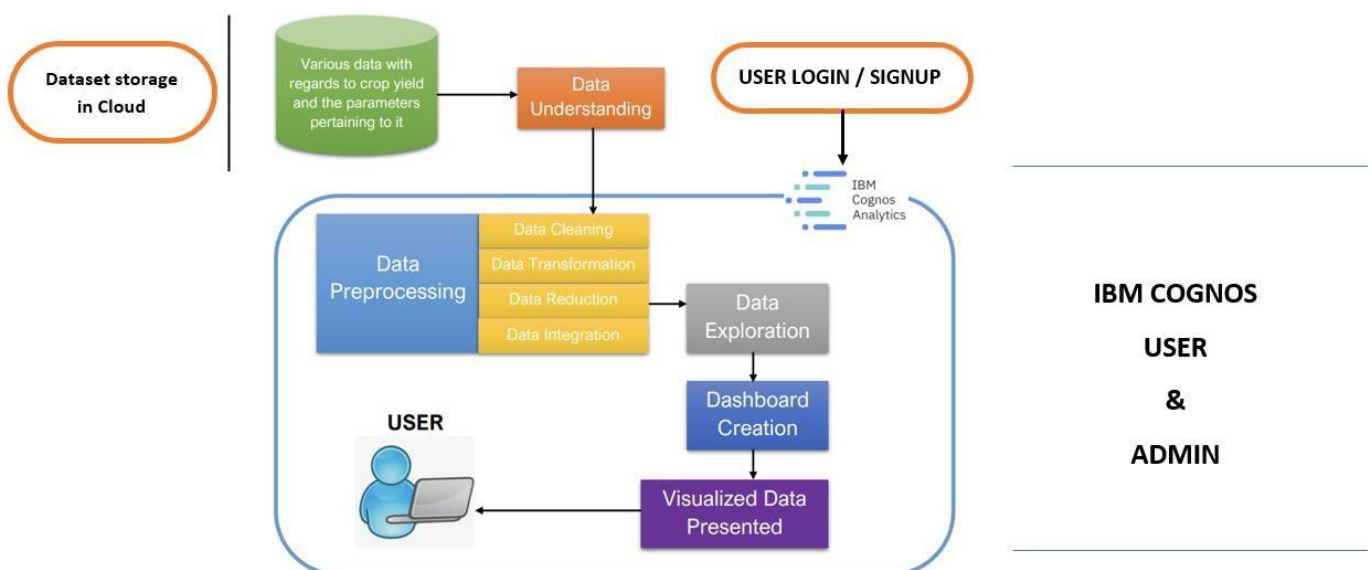 Dataset storage
in Cloud
Various data with
regards to crop yield
and the parameters
pertaining to it
Data
Understanding
USER LOGIN / SIGNUP
IBM
Cognos
Analytics
Data
Preprocessing
Data Cleaning
Data Transformation
Data Reduction
Data Integration
Data
Exploration
Dashboard
Creation
Visualized Data
Presented
USER
IBM COGNOS
USER
&
ADMIN